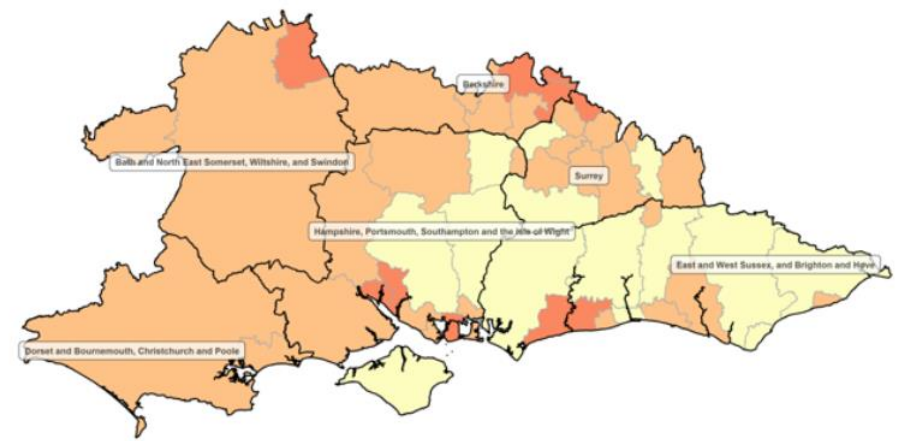 Berkshire
Bath and North East Somerset, Wiltshire, and Swindon
Surrey
Hampshire, Portsmouth, Southampton and the Isle of Wight
East and West Sussex, and Brighton and Hove
Dorset and Bournemouth, Christchurch and Poole